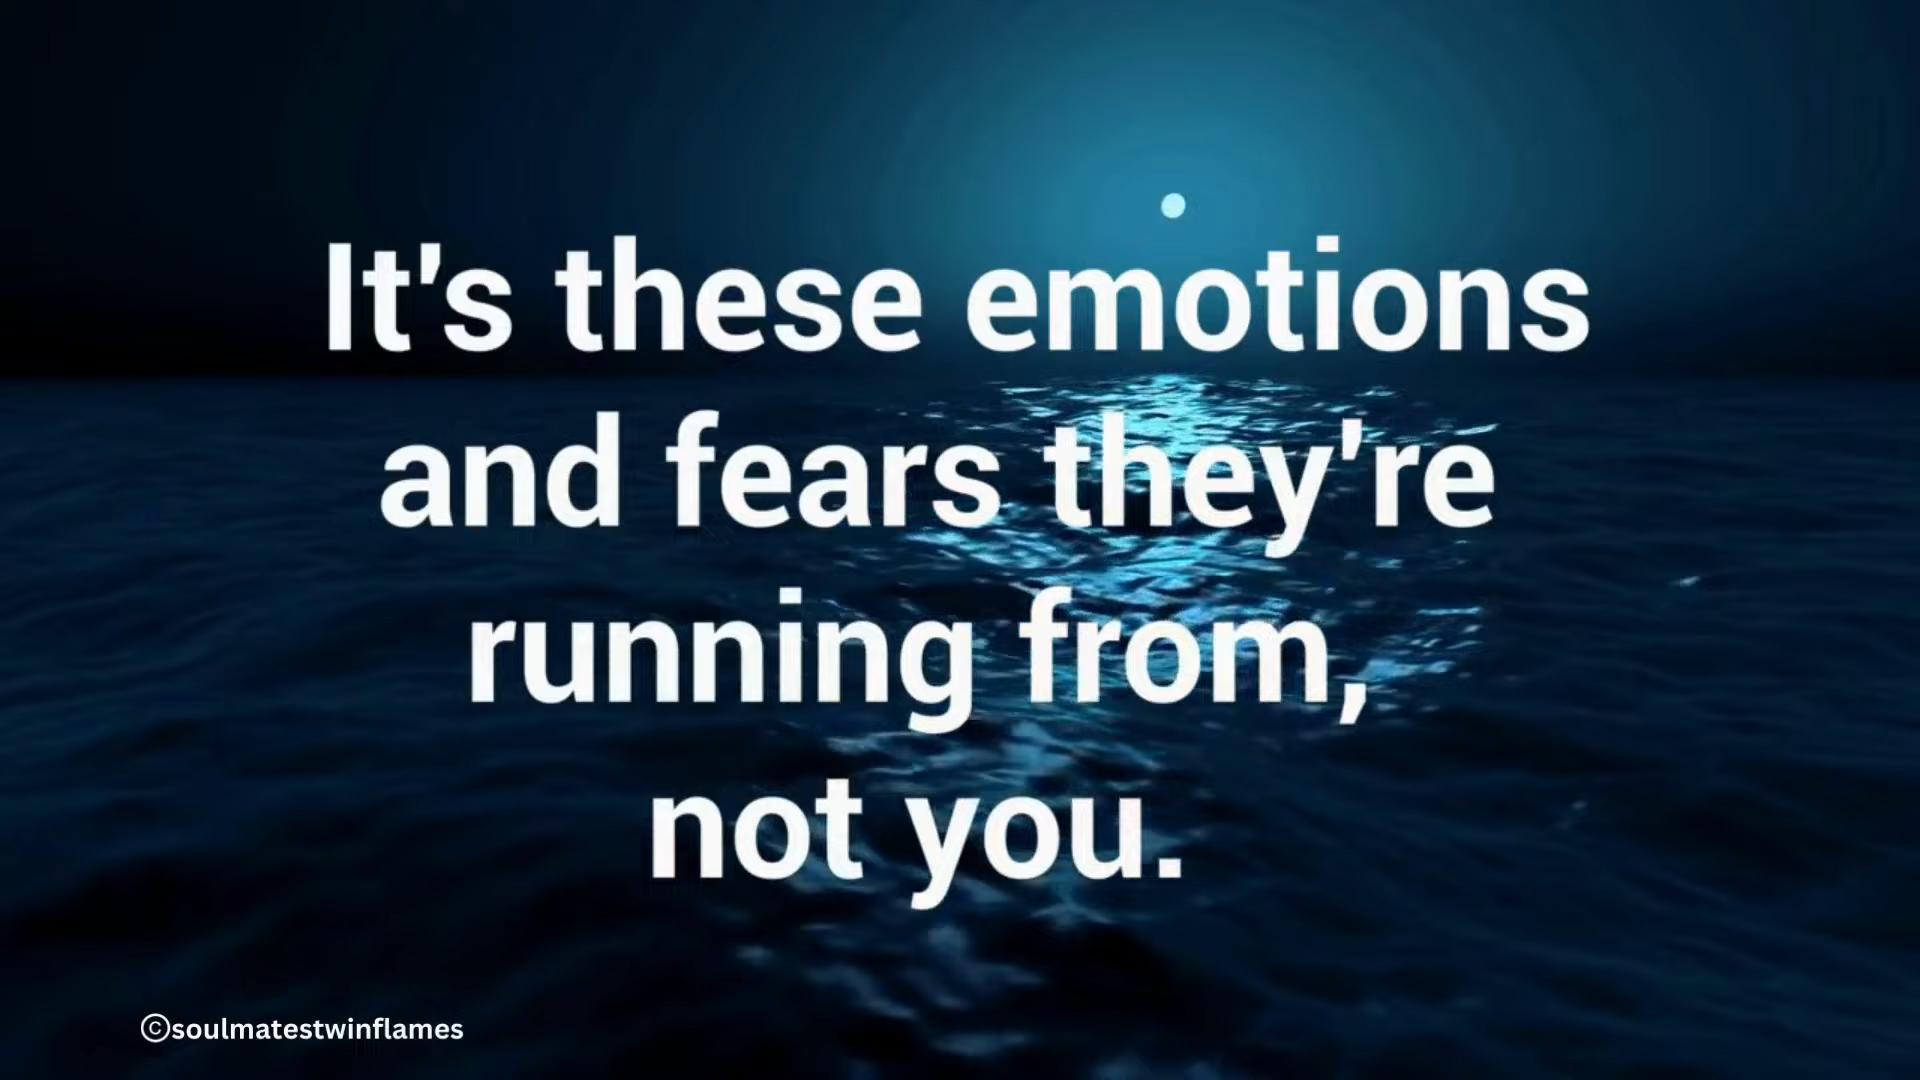 It's these emotions
and fears they're
running from,
not you.
©soulmatestwinflames